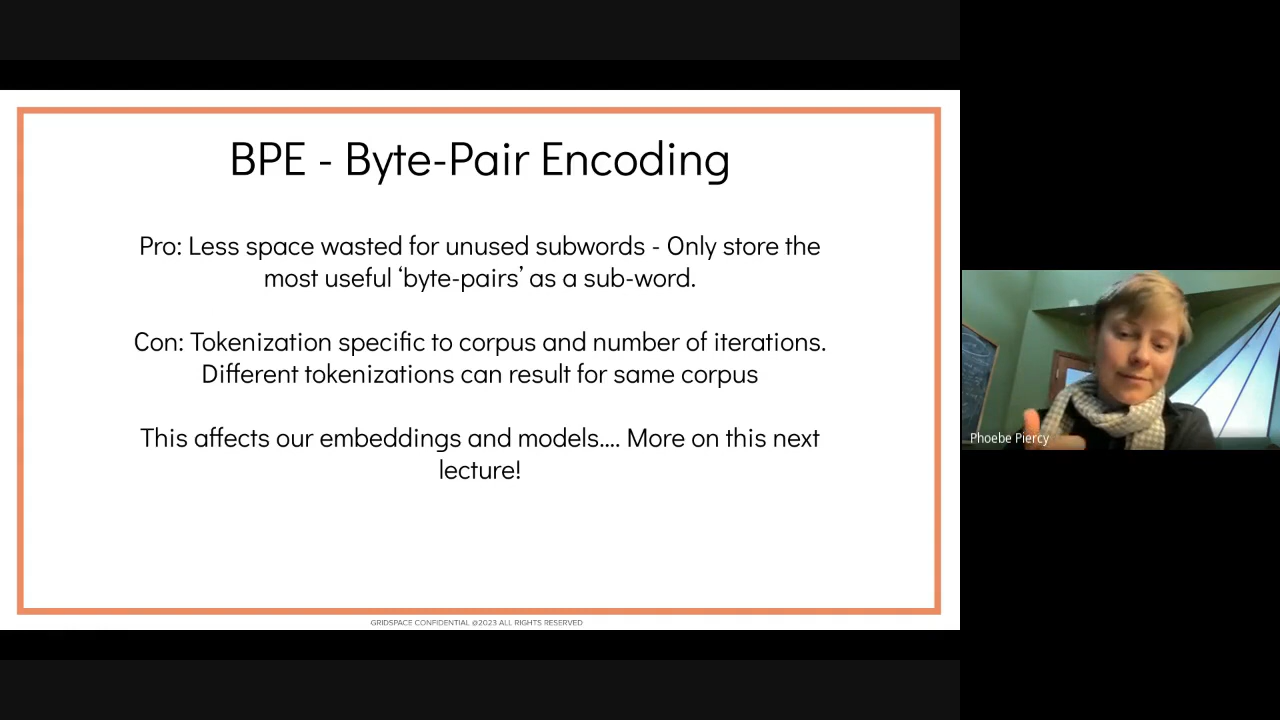 BPE - Byte-Pair Encoding
Pro: Less space wasted for unused subwords - Only store the
most useful ‘byte-pairs’ as a sub-word.
Con: Tokenization specific to corpus and number of iterations.
Different tokenizations can result for same corpus
This affects our embeddings and models.... More on this next
lecture!
GRIDSPACE CONFIDENTIAL @2023 ALL RIGHTS RESERVED
Phoebe Piercy